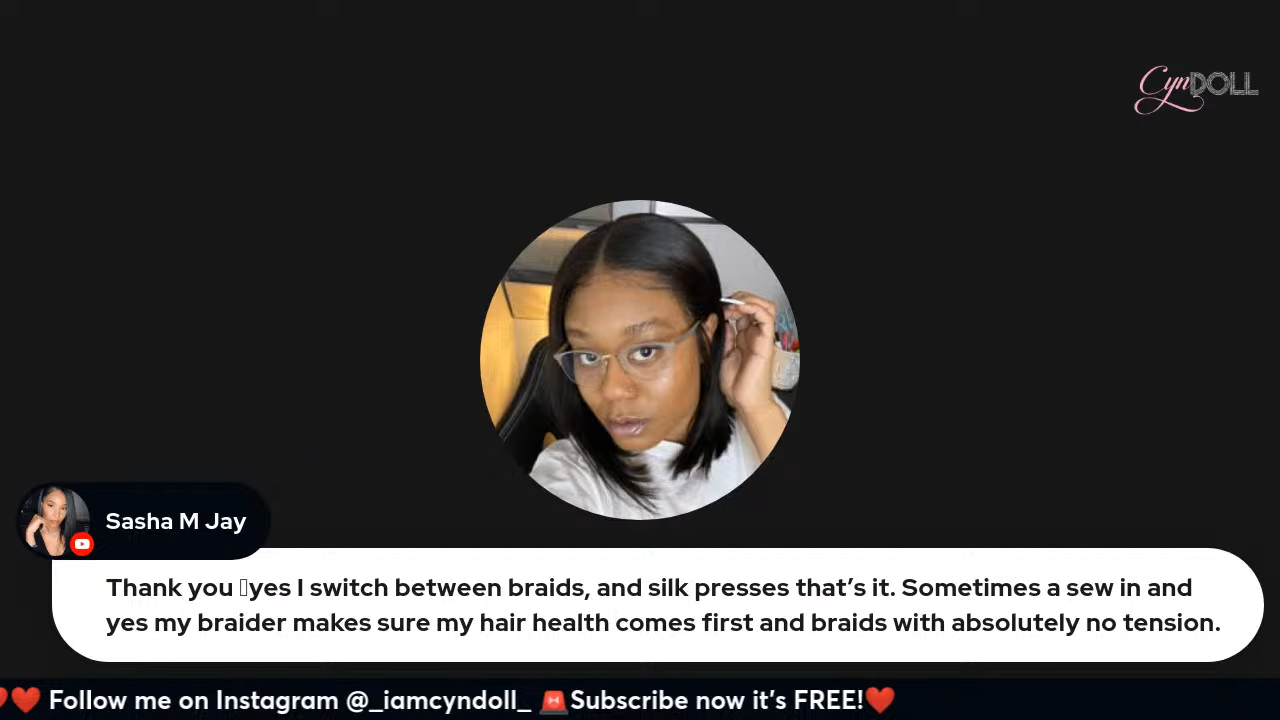 CynDOLL
Sasha M Jay
Thank you yes I switch between braids, and silk presses that’s it. Sometimes a sew in and
yes my braider makes sure my hair health comes first and braids with absolutely no tension.
❤️❤️ Follow me on Instagram @_iamcyndoll_ 🚨Subscribe now it’s FREE!❤️